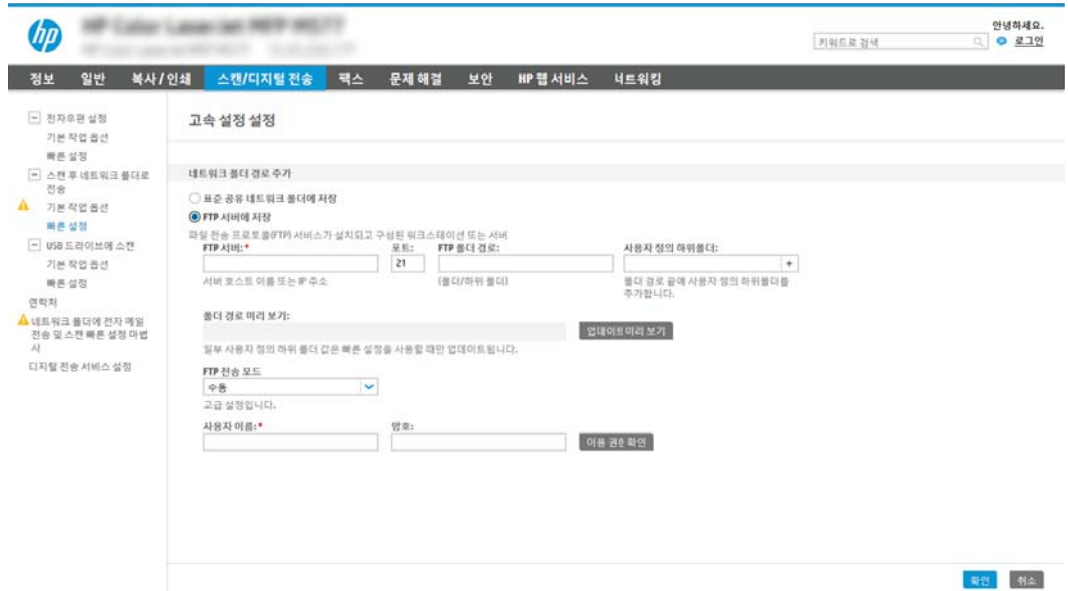 hp
안녕하세요.
키워드로 검색
로그인
정보 일반 복사 / 인쇄 스캔/디지털 전송 팩스 문제 해결 보안 HP 웹 서비스 너트워킹
전자우편 설정
기본 작업 옵션
빠른 설정
스캔 후 네트워크 폴더로
전송
기본 작업 옵션
빠른 설정
USB 드라이브에 스캔
기본 작업 옵션
빠른 설정
연락처
네트워크 폴더에 전자 메일
전송 및 스캔 빠른 설정 마법
사
디지털 전송 서비스 설정
고속 설정 설정
네트워크 폴더 경로 추가
표준 공유 네트워크 폴더에 저장
FTP 서버에 저장
파일 전송 프로토콜(FTP) 서비스가 설치되고 구성된 워크스테이션 또는 서버
FTP 서버:* 포트: FTP 폴더 경로: 사용자 정의 하위폴더:
21 +
서버 호스트 이름 또는 IP 주소 (폴더/하위 폴더) 폴더 경로 끝에 사용자 정의 하위폴더를
추가합니다.
폴더 경로 미리 보기:
업데이트미리 보기
일부 사용자 정의 하위 폴더 값은 빠른 설정을 사용할 때만 업데이트됩니다.
FTP 전송 모드
수동
고급 설정입니다.
사용자 이름:* 암호:
이용 권한 확인
확인 취소